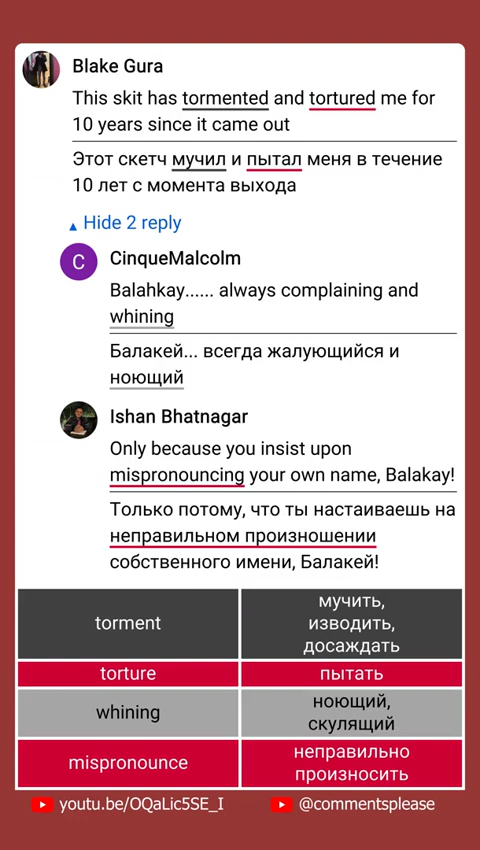 Blake Gura
This skit has tormented and tortured me for
10 years since it came out
Этот скетч мучил и пытал меня в течение
10 лет с момента выхода
▲ Hide 2 reply
C
CinqueMalcolm
Balahkay...... always complaining and
whining
Балакей... всегда жалующийся и
ноющий
Ishan Bhatnagar
Only because you insist upon
mispronouncing your own name, Balakay!
Только потому, что ты настаиваешь на
неправильном произношении
собственного имени, Балакей!
torment
мучить,
изводить,
досаждать
torture
пытать
whining
ноющий,
скулящий
mispronounce
неправильно
произносить
youtu.be/OQaLic5SE_I
@commentsplease